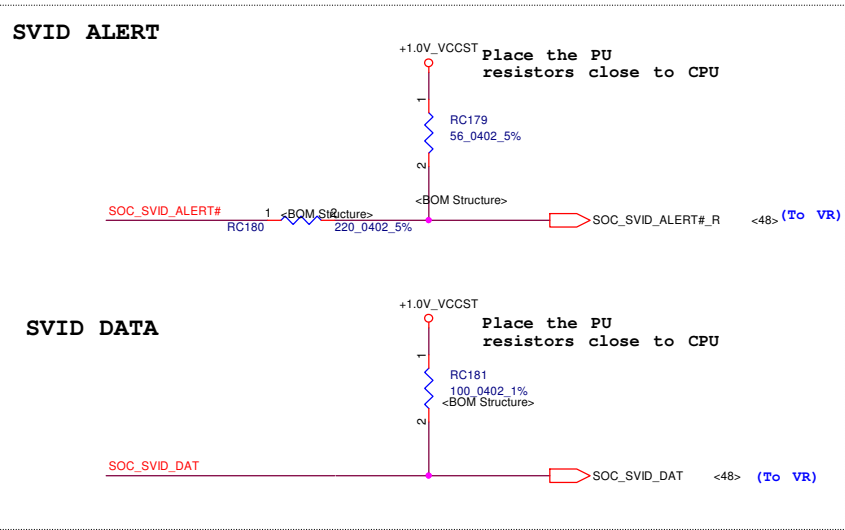 SVID ALERT
+1.0V_VCCST
Place the PU
resistors close to CPU
1
RC179
56_0402_5%
2
<BOM Structure>
SOC_SVID_ALERT#
1
<BOM Structure>
2
RC180
220_0402_5%
SOC_SVID_ALERT#_R
<48>
(To VR)
SVID DATA
+1.0V_VCCST
Place the PU
resistors close to CPU
1
RC181
100_0402_1%
<BOM Structure>
2
SOC_SVID_DAT
SOC_SVID_DAT
<48>
(To VR)